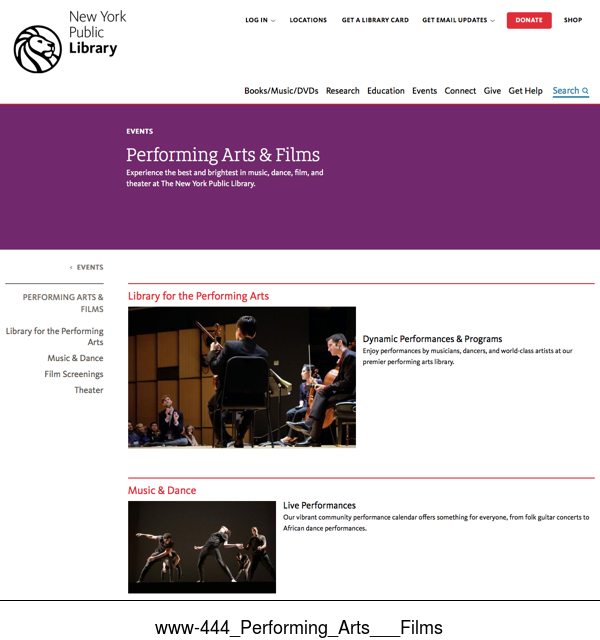 New York
Public
Library
LOG IN
LOCATIONS
GET A LIBRARY CARD
GET EMAIL UPDATES
DONATE
SHOP
Books/Music/DVDs
Research
Education
Events
Connect
Give
Get Help
Search
EVENTS
Performing Arts & Films
Experience the best and brightest in music, dance, film, and
theater at The New York Public Library.
‹ EVENTS
PERFORMING ARTS &
FILMS
Library for the Performing
Arts
Music & Dance
Film Screenings
Theater
Library for the Performing Arts
Dynamic Performances & Programs
Enjoy performances by musicians, dancers, and world-class artists at our
premier performing arts library.
Music & Dance
Live Performances
Our vibrant community performance calendar offers something for everyone, from folk guitar concerts to
African dance performances.
www-444_Performing_Arts___Films